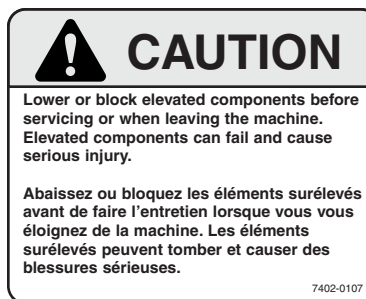 CAUTION
Lower or block elevated components before
servicing or when leaving the machine.
Elevated components can fail and cause
serious injury.
Abaissez ou bloquez les éléments surélevés
avant de faire l'entretien lorsque vous vous
éloignez de la machine. Les éléments
surélevés peuvent tomber et causer des
blessures sérieuses.
7402-0107